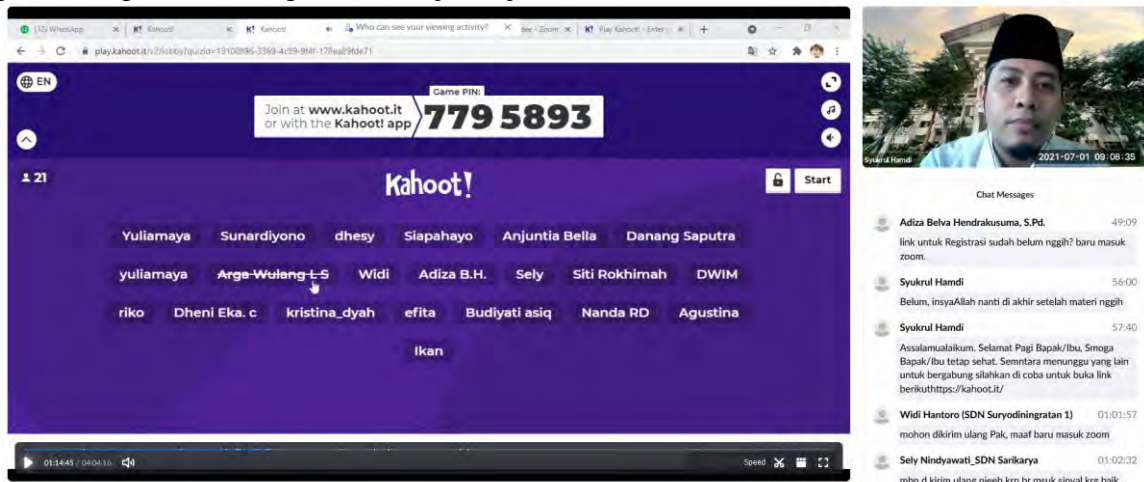 (12) WhatsApp
Kahoot!
Kahoot!
Who can see your viewing activity?
Play Kahoot! - Enter
play.kahoot.it/v2/lobby?quizId=
EN
Join at www.kahoot.it
or with the Kahoot! app
Game PIN:
779 5893
21
Kahoot!
Start
Yuliamaya Sunardiyono dhesy Siapahayo Anjuntia Bella Danang Saputra
yuliamaya Arga Wulang L S Widi Adiza B.H. Sely Siti Rokhimah DWIM
riko Dheni Eka. c kristina_dyah efita Budiyati asiq Nanda RD Agustina
Ikan
01:14:45 / 04:04:16
Speed
Syukrul Hamdi
2021-07-01 09:08:35
Chat Messages
Adiza Belva Hendrakusuma, S.Pd. 49:09
link untuk Registrasi sudah belum nggih? baru masuk
zoom.
Syukrul Hamdi 56:00
Belum, insyaAllah nanti di akhir setelah materi nggih
Syukrul Hamdi 57:40
Assalamualaikum. Selamat Pagi Bapak/Ibu, Smoga
Bapak/Ibu tetap sehat. Semntara menunggu yang lain
untuk bergabung silahkan di coba untuk buka link
berikuthttps://kahoot.it/
Widi Hantoro (SDN Suryodiningratan 1) 01:01:57
mohon dikirim ulang Pak, maaf baru masuk zoom
Sely Nindyawati_SDN Sarikarya 01:02:32